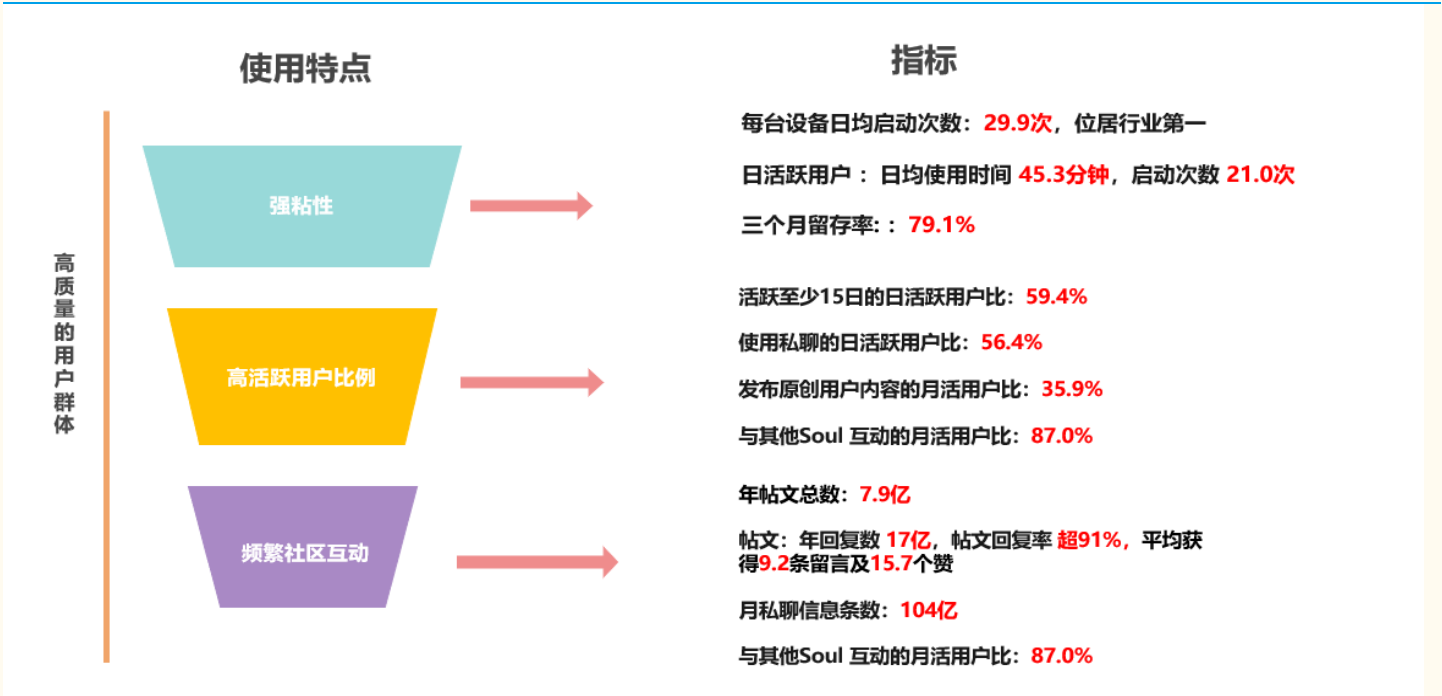 使用特点
指标
高质量的用户群体
强粘性
每台设备日均启动次数：29.9次，位居行业第一
日活跃用户 ：日均使用时间 45.3分钟，启动次数 21.0次
三个月留存率: ：79.1%
高活跃用户比例
活跃至少15日的日活跃用户比：59.4%
使用私聊的日活跃用户比：56.4%
发布原创用户内容的月活用户比：35.9%
与其他Soul 互动的月活用户比：87.0%
频繁社区互动
年帖文总数：7.9亿
帖文：年回复数 17亿，帖文回复率 超91%，平均获
得9.2条留言及15.7个赞
月私聊信息条数：104亿
与其他Soul 互动的月活用户比：87.0%